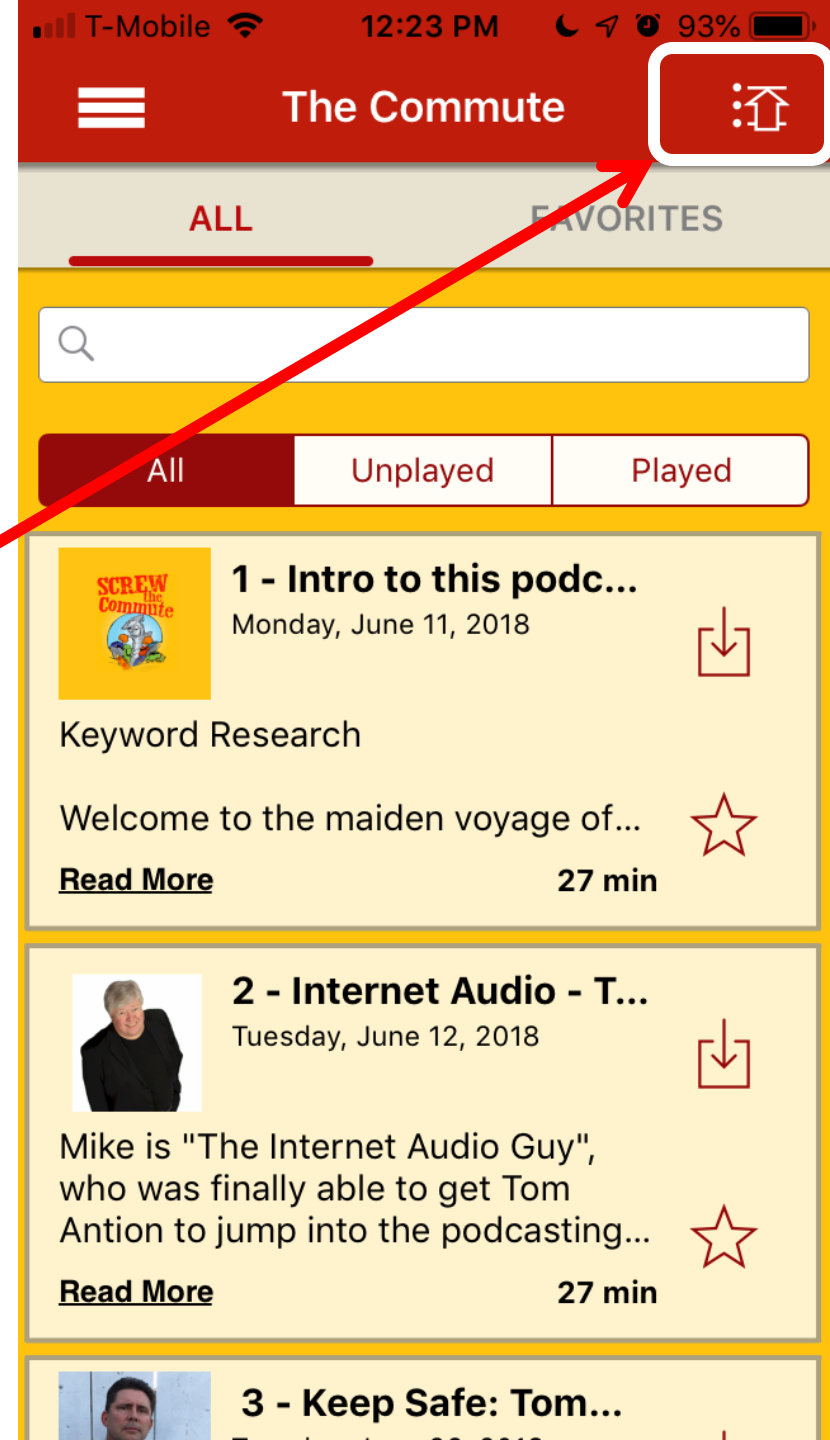 T-Mobile 12:23 PM 93%
The Commute
ALL FAVORITES
All Unplayed Played
SCREW
the
Commute
1 - Intro to this podc...
Monday, June 11, 2018
Keyword Research
Welcome to the maiden voyage of...
Read More 27 min
2 - Internet Audio - T...
Tuesday, June 12, 2018
Mike is "The Internet Audio Guy",
who was finally able to get Tom
Antion to jump into the podcasting...
Read More 27 min
3 - Keep Safe: Tom...